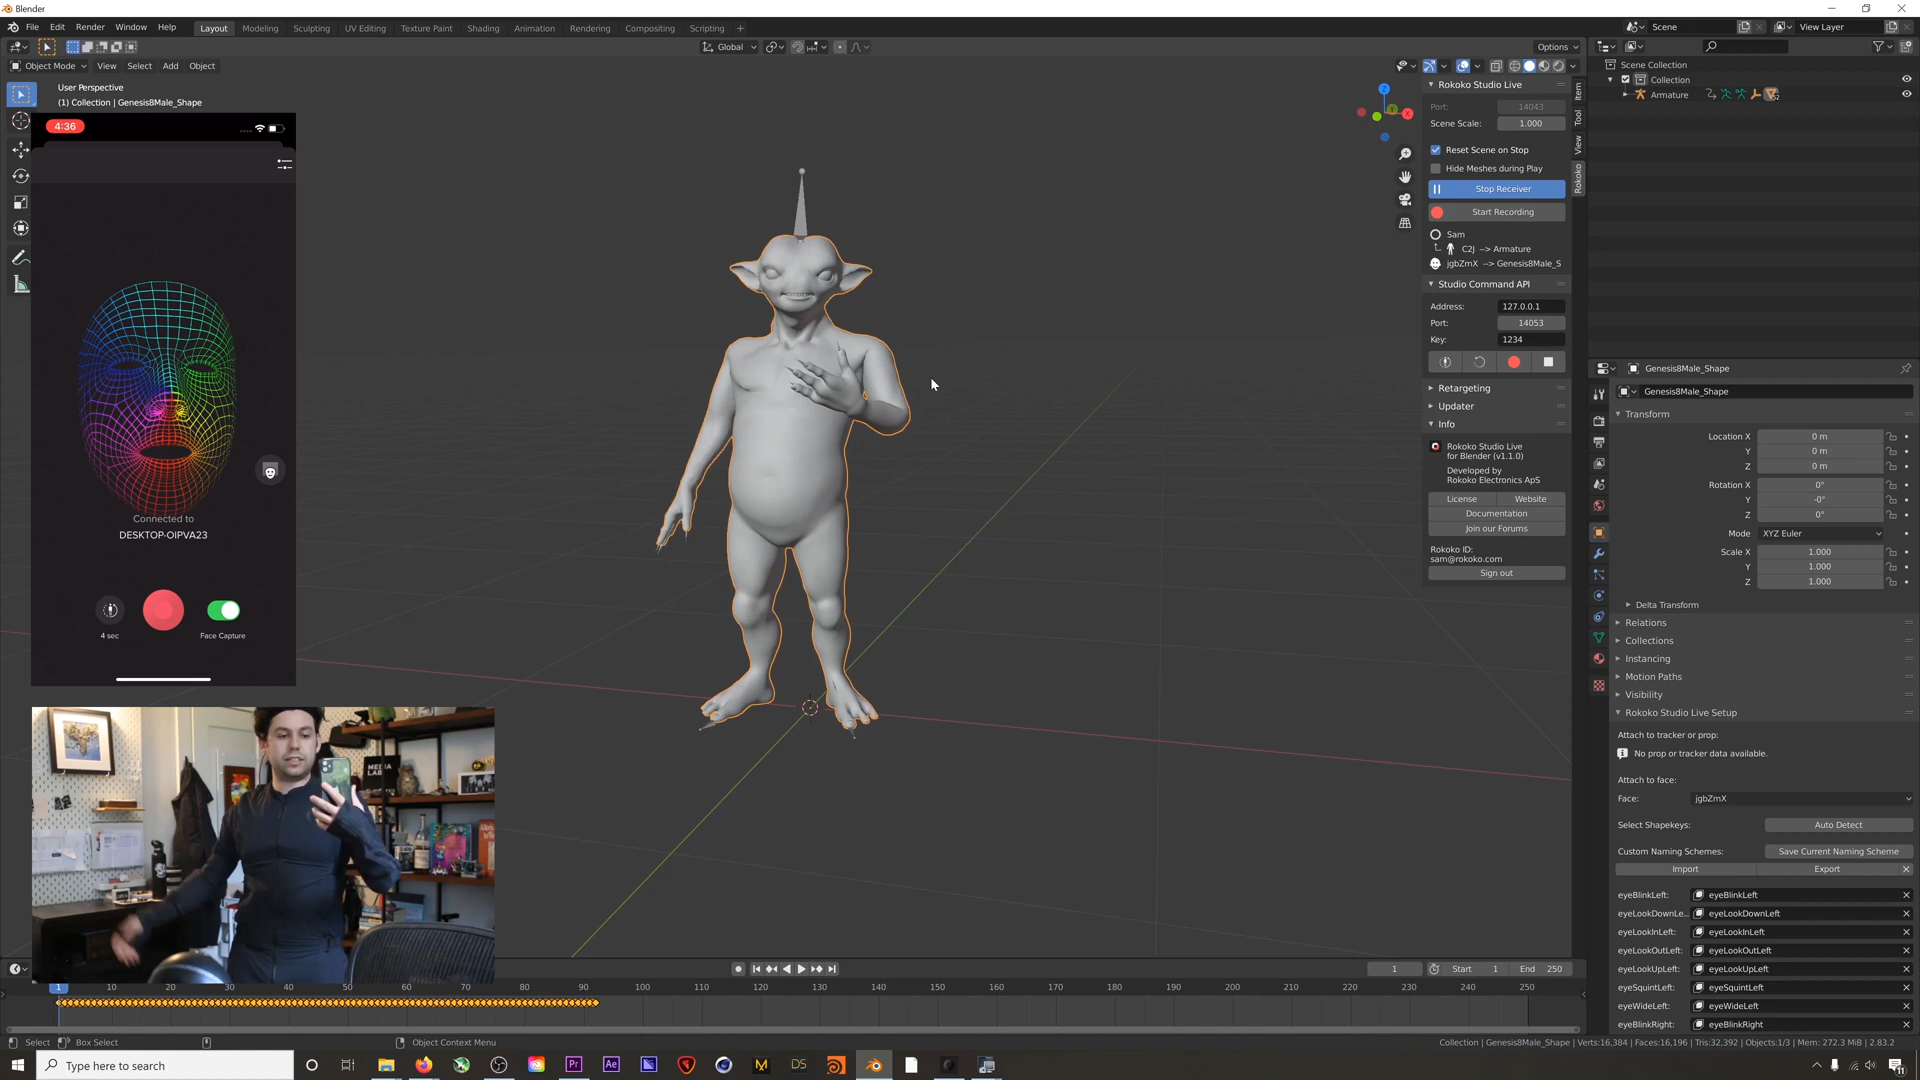 Blender
File Edit Render Window Help
Layout Modeling Sculpting UV Editing Texture Paint Shading Animation Rendering Compositing Scripting +
Scene
View Layer
Global
Options
Object Mode View Select Add Object
User Perspective
(1) Collection | Genesis8Male_Shape
4:36
Connected to
DESKTOP-OIPVA23
4 sec
Face Capture
MEDIA LAB
Z
Y
X
Rokoko Studio Live
Port: 14043
Scene Scale: 1.000
Reset Scene on Stop
Hide Meshes during Play
Stop Receiver
Start Recording
Sam
C2J --> Armature
jgbZmX --> Genesis8Male_S
Studio Command API
Address: 127.0.0.1
Port: 14053
Key: 1234
Retargeting
Updater
Info
Rokoko Studio Live
for Blender (v1.1.0)
Developed by
Rokoko Electronics ApS
License Website
Documentation
Join our Forums
Rokoko ID:
sam@rokoko.com
Sign out
Item
Tool
View
Rokoko
Scene Collection
Collection
Armature
52
Genesis8Male_Shape
Genesis8Male_Shape
Transform
Location X 0 m
Y 0 m
Z 0 m
Rotation X 0°
Y -0°
Z 0°
Mode XYZ Euler
Scale X 1.000
Y 1.000
Z 1.000
Delta Transform
Relations
Collections
Instancing
Motion Paths
Visibility
Rokoko Studio Live Setup
Attach to tracker or prop:
No prop or tracker data available.
Attach to face:
Face: jgbZmX
Select Shapekeys: Auto Detect
Custom Naming Schemes: Save Current Naming Scheme
Import Export
eyeBlinkLeft: eyeBlinkLeft
eyeLookDownLe... eyeLookDownLeft
eyeLookInLeft: eyeLookInLeft
eyeLookOutLeft: eyeLookOutLeft
eyeLookUpLeft: eyeLookUpLeft
eyeSquintLeft: eyeSquintLeft
eyeWideLeft: eyeWideLeft
eyeBlinkRight: eyeBlinkRight
1 Start 1 End 250
1 10 20 30 40 50 60 70 80 90 100 110 120 130 140 150 160 170 180 190 200 210 220 230 240 250
Select Box Select Object Context Menu
Collection | Genesis8Male_Shape | Verts:16,384 | Faces:16,196 | Tris:32,392 | Objects:1/3 | Mem: 272.3 MiB | 2.83.2
Type here to search
Pr
Ae
M
DS
11